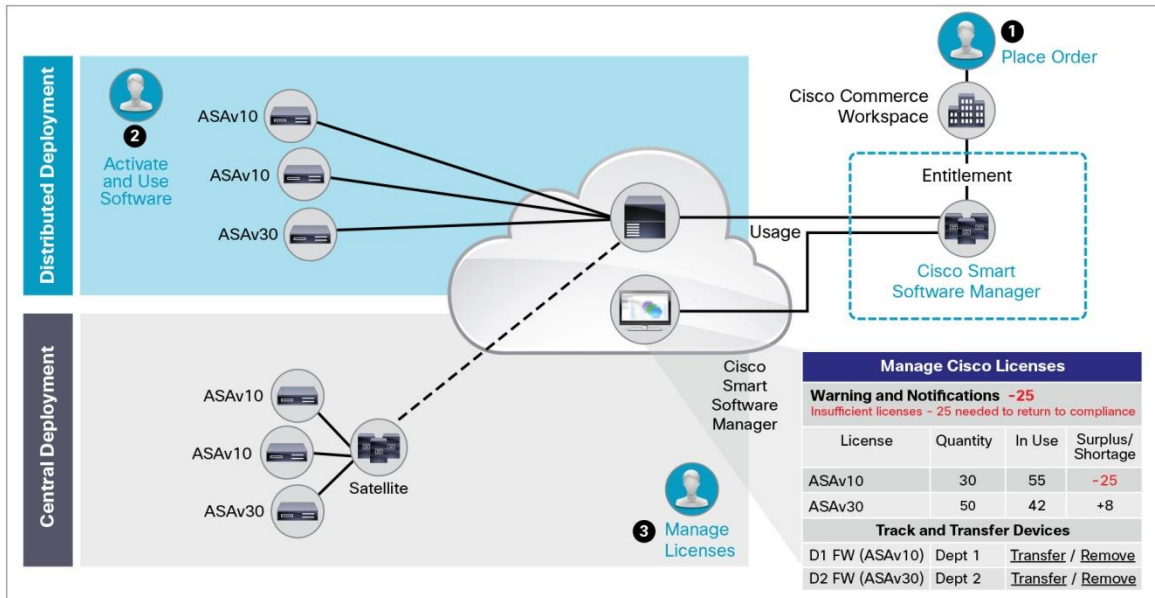 1
Place Order
Cisco Commerce
Workspace
Entitlement
Usage
Cisco Smart
Software Manager
Distributed Deployment
2
Activate
and Use
Software
ASAv10
ASAv10
ASAv30
Central Deployment
ASAv10
ASAv10
ASAv30
Satellite
Cisco
Smart
Software
Manager
3
Manage
Licenses
Manage Cisco Licenses
Warning and Notifications -25
Insufficient licenses - 25 needed to return to compliance
License Quantity In Use Surplus/
Shortage
ASAv10 30 55 -25
ASAv30 50 42 +8
Track and Transfer Devices
D1 FW (ASAv10) Dept 1 Transfer / Remove
D2 FW (ASAv30) Dept 2 Transfer / Remove